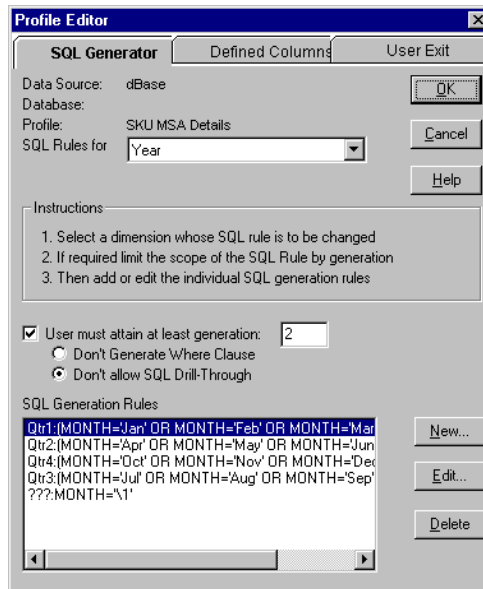 Profile Editor
SQL Generator
Defined Columns
User Exit
Data Source: dBase
Database:
Profile: SKU MSA Details
SQL Rules for Year
OK
Cancel
Help
Instructions
1. Select a dimension whose SQL rule is to be changed
2. If required limit the scope of the SQL Rule by generation
3. Then add or edit the individual SQL generation rules
User must attain at least generation: 2
Don't Generate Where Clause
Don't allow SQL Drill-Through
SQL Generation Rules
Qtr1:(MONTH='Jan' OR MONTH='Feb' OR MONTH='Mar
Qtr2:(MONTH='Apr' OR MONTH='May' OR MONTH='Jun
Qtr4:(MONTH='Oct' OR MONTH='Nov' OR MONTH='Dec
Qtr3:(MONTH='Jul' OR MONTH='Aug' OR MONTH='Sep'
???:MONTH='\1'
New...
Edit...
Delete